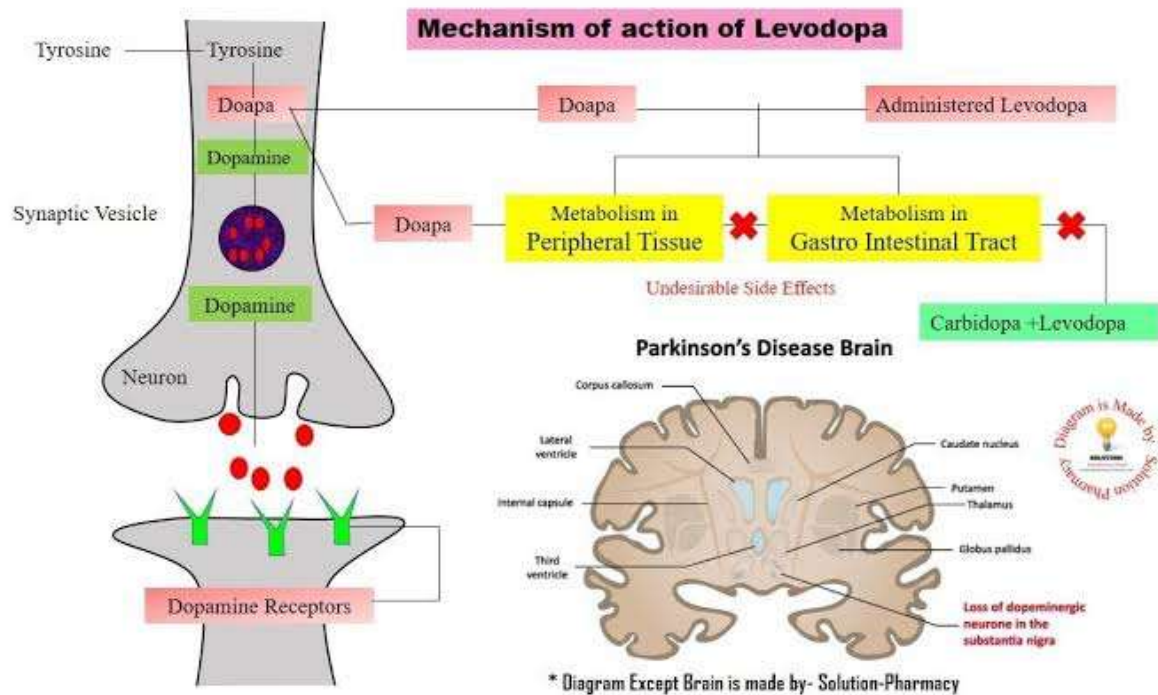 Mechanism of action of Levodopa
Tyrosine
Tyrosine
Doapa
Doapa
Administered Levodopa
Dopamine
Synaptic Vesicle
Doapa
Metabolism in
Peripheral Tissue
Metabolism in
Gastro Intestinal Tract
Undesirable Side Effects
Dopamine
Carbidopa +Levodopa
Neuron
Parkinson's Disease Brain
Corpus callosum
Lateral
ventricle
Caudate nucleus
Internal capsule
Putamen
Thalamus
Third
ventricle
Globus pallidus
Dopamine Receptors
Loss of dopeminergic
neurone in the
substantia nigra
Diagram is Made by Solution Pharmacy
* Diagram Except Brain is made by- Solution-Pharmacy